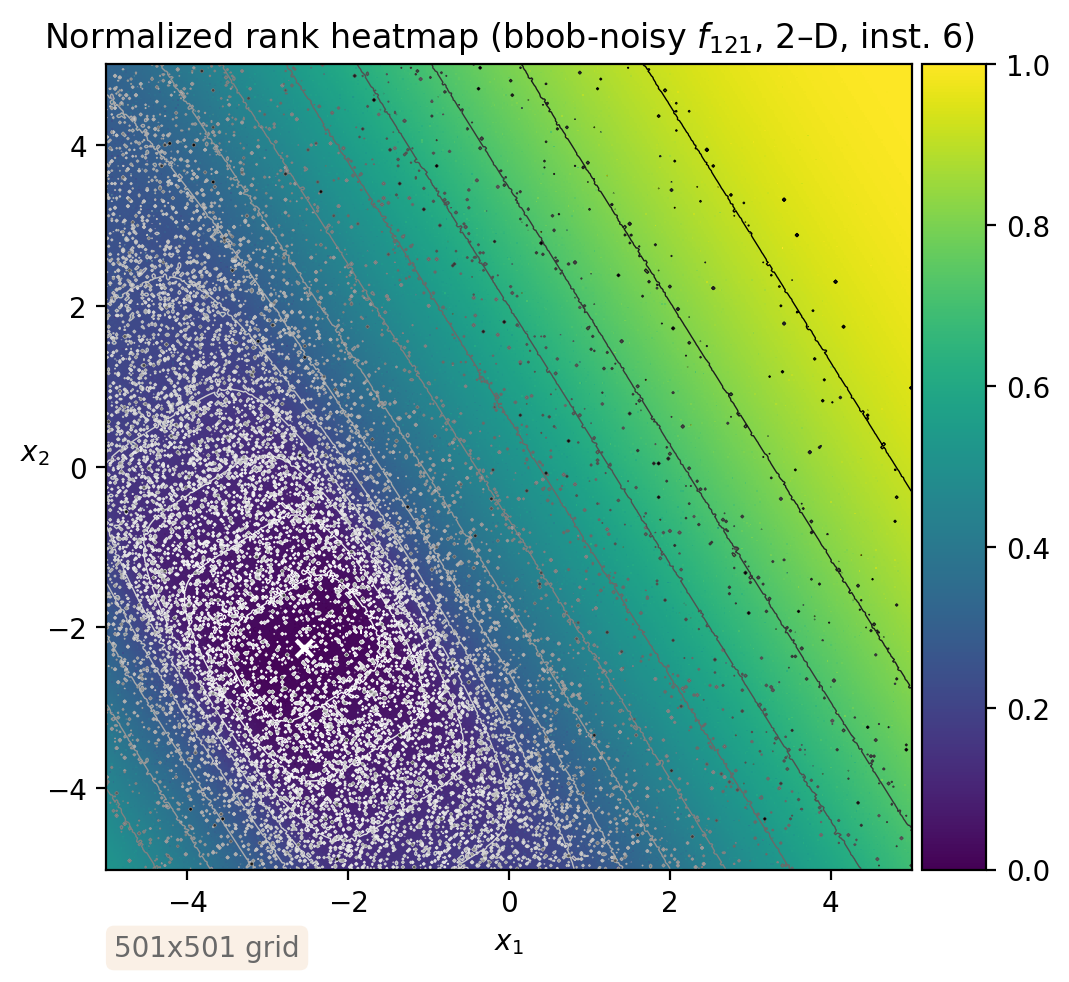 Normalized rank heatmap (bbob-noisy f₁₂₁, 2–D, inst. 6)
1.0
4
0.8
2
0.6
x₂
0
0.4
−2
0.2
−4
0.0
−4 −2 0 2 4
x₁
501x501 grid